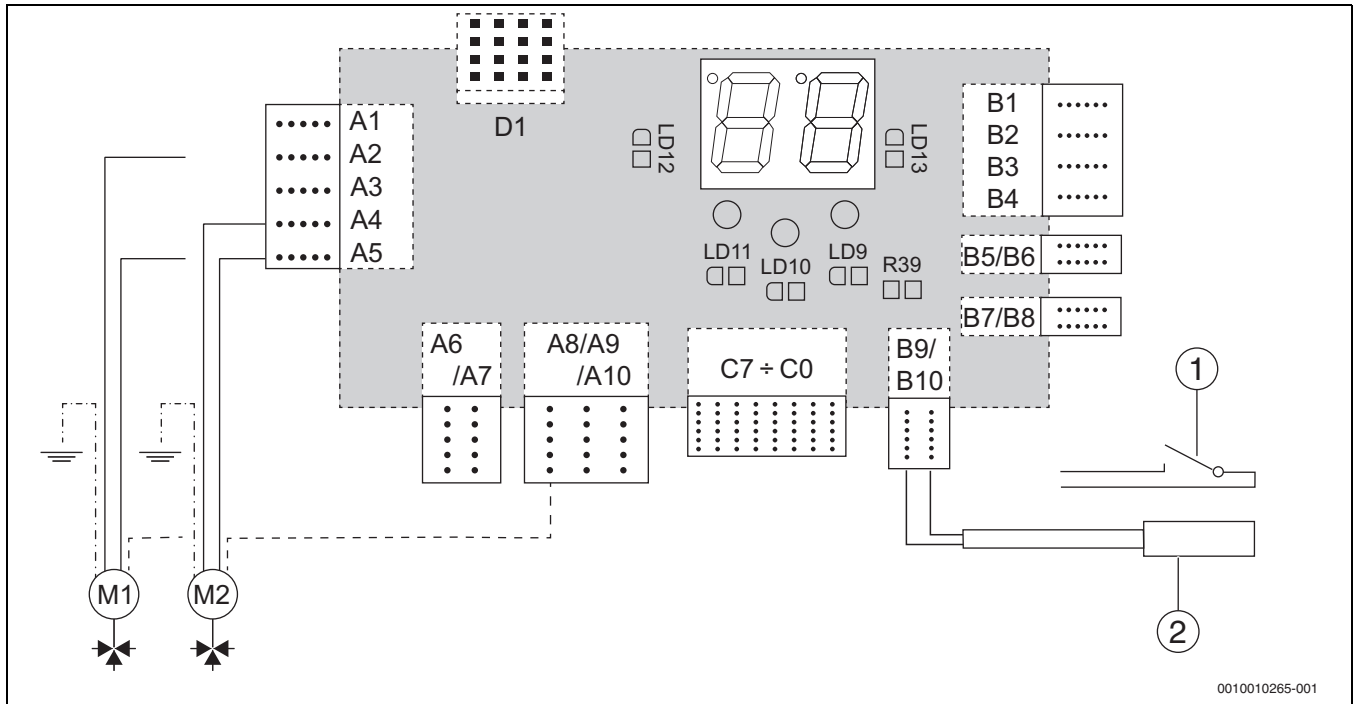 D1
A1
A2
A3
A4
A5
LD12
LD13
B1
B2
B3
B4
LD11
LD10
LD9
R39
B5/B6
B7/B8
A6
/A7
A8/A9
/A10
C7 ÷ C0
B9/
B10
1
M1
M2
2
0010010265-001